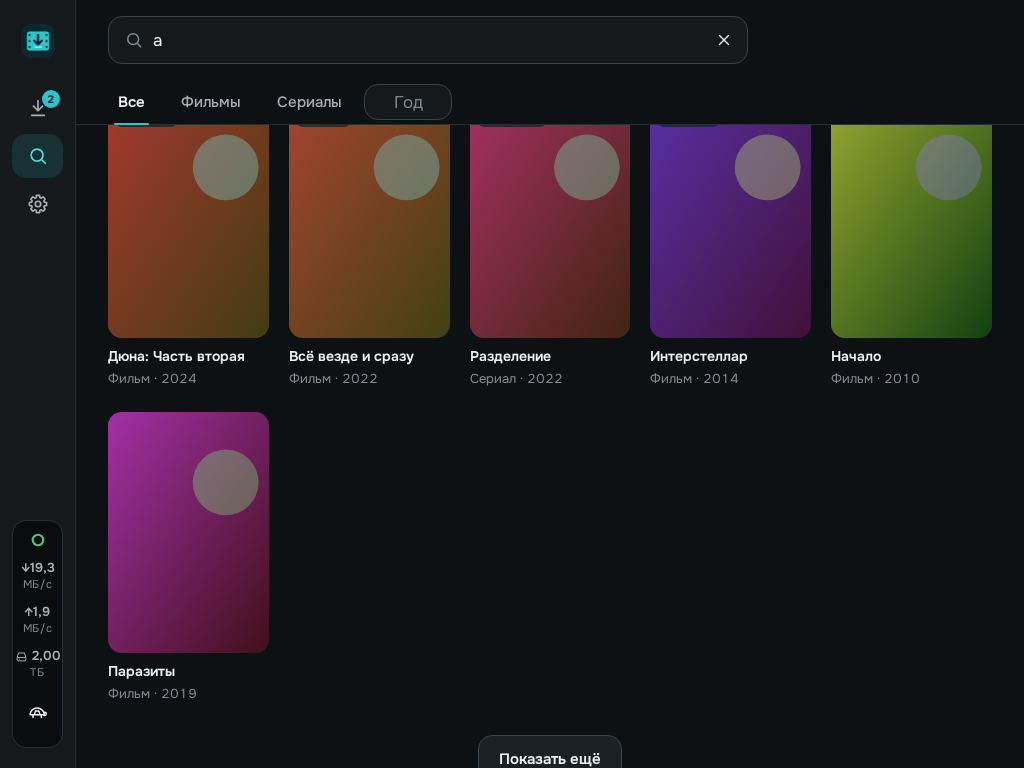 a
2
Все
Фильмы
Сериалы
Год
Дюна: Часть вторая
Фильм · 2024
Всё везде и сразу
Фильм · 2022
Разделение
Сериал · 2022
Интерстеллар
Фильм · 2014
Начало
Фильм · 2010
Паразиты
Фильм · 2019
↓19,3
МБ/с
↑1,9
МБ/с
2,00
ТБ
Показать ещё